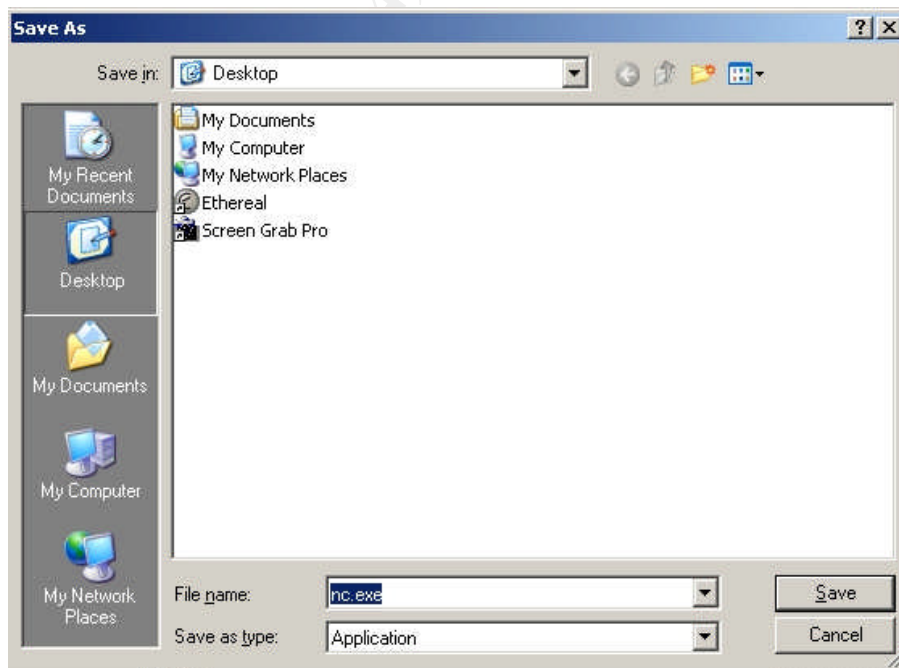 Save As
Save in:
Desktop
My Recent
Documents
Desktop
My Documents
My Computer
My Network
Places
My Documents
My Computer
My Network Places
Ethereal
Screen Grab Pro
File name:
nc.exe
Save
Save as type:
Application
Cancel